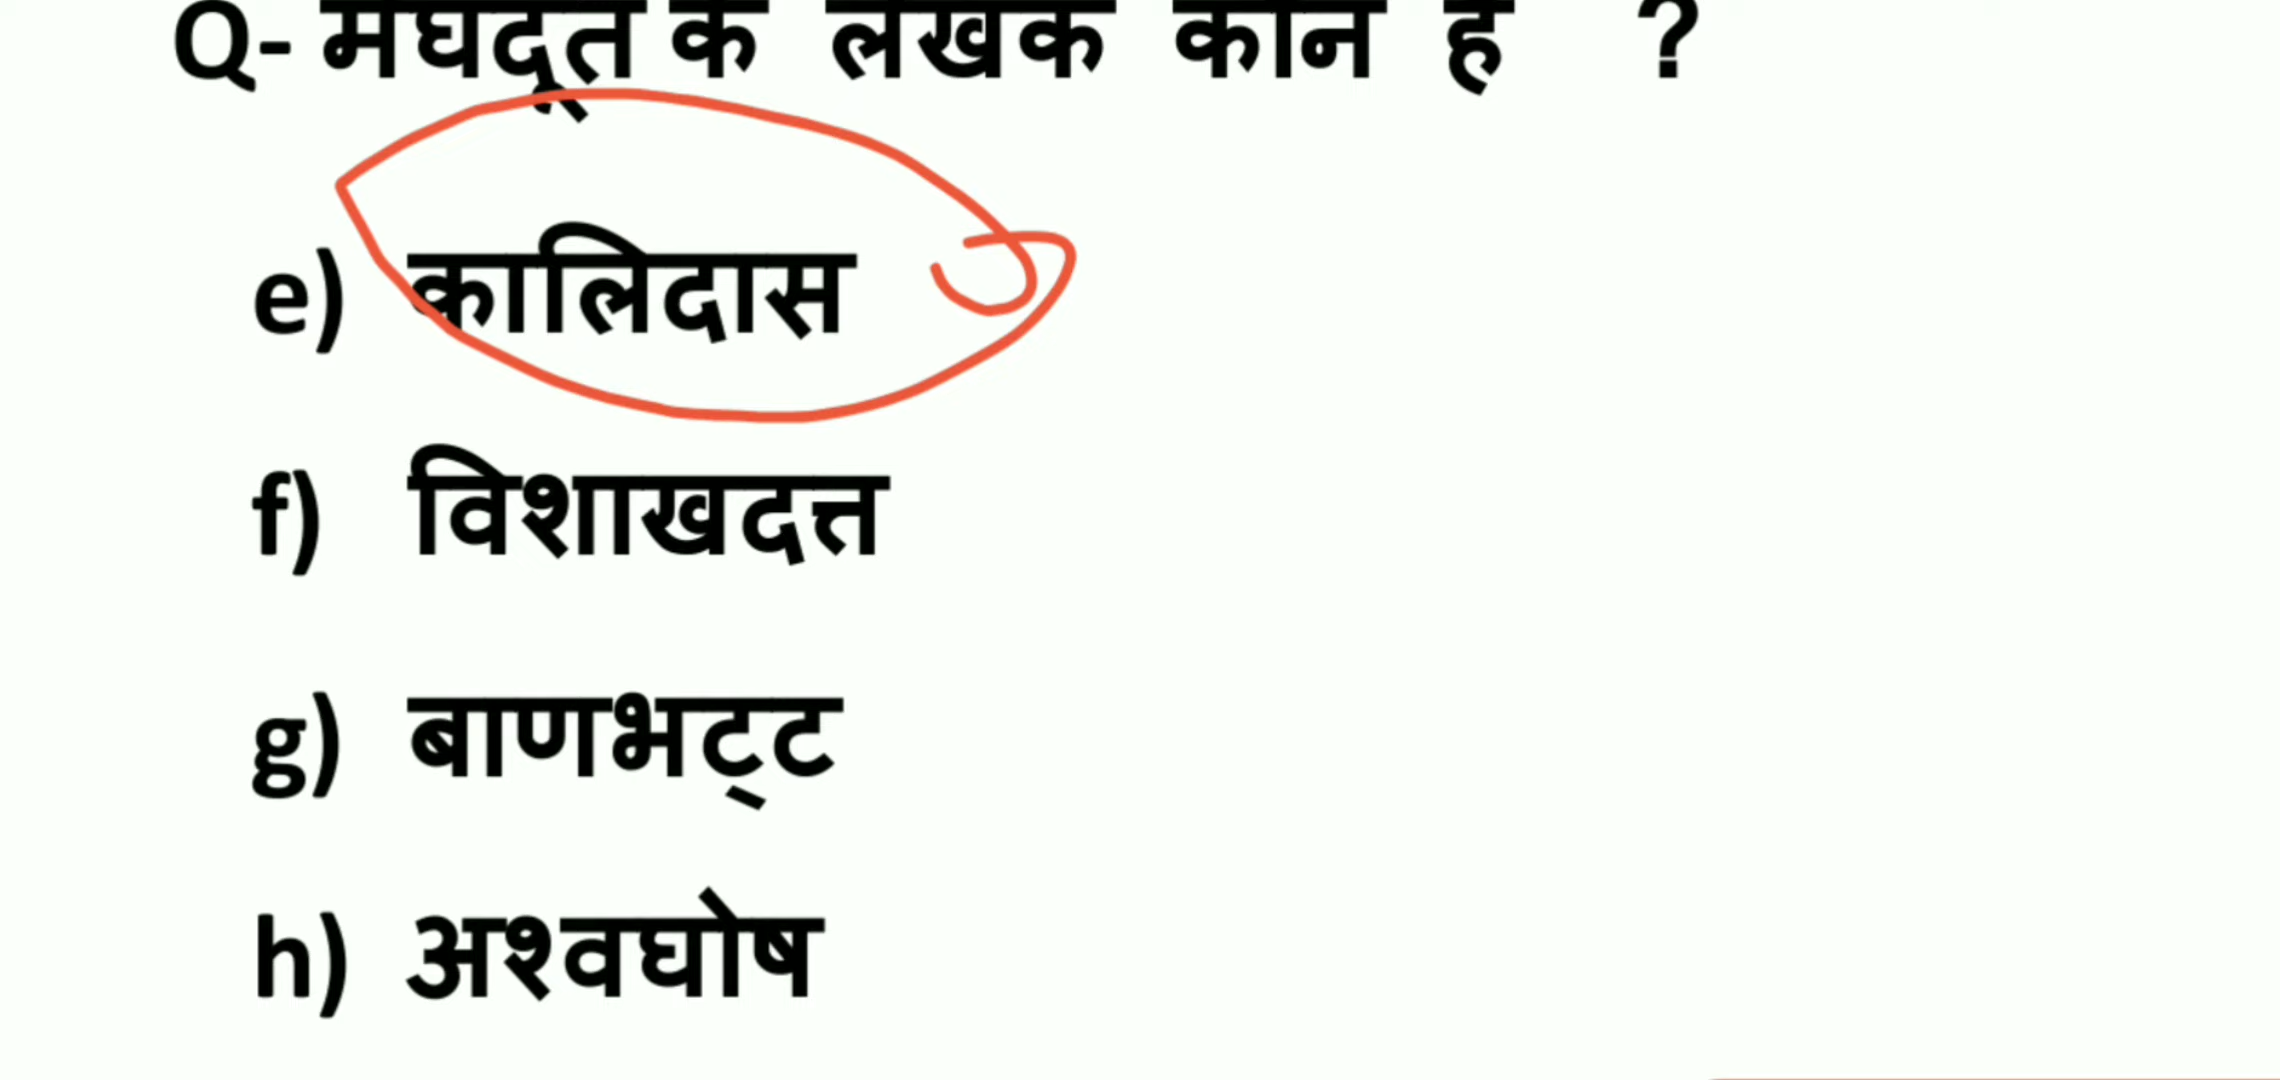 Q- मेघदूत के लेखक कौन है ?
e) कालिदास
f) विशाखदत्त
g) बाणभट्ट
h) अश्वघोष